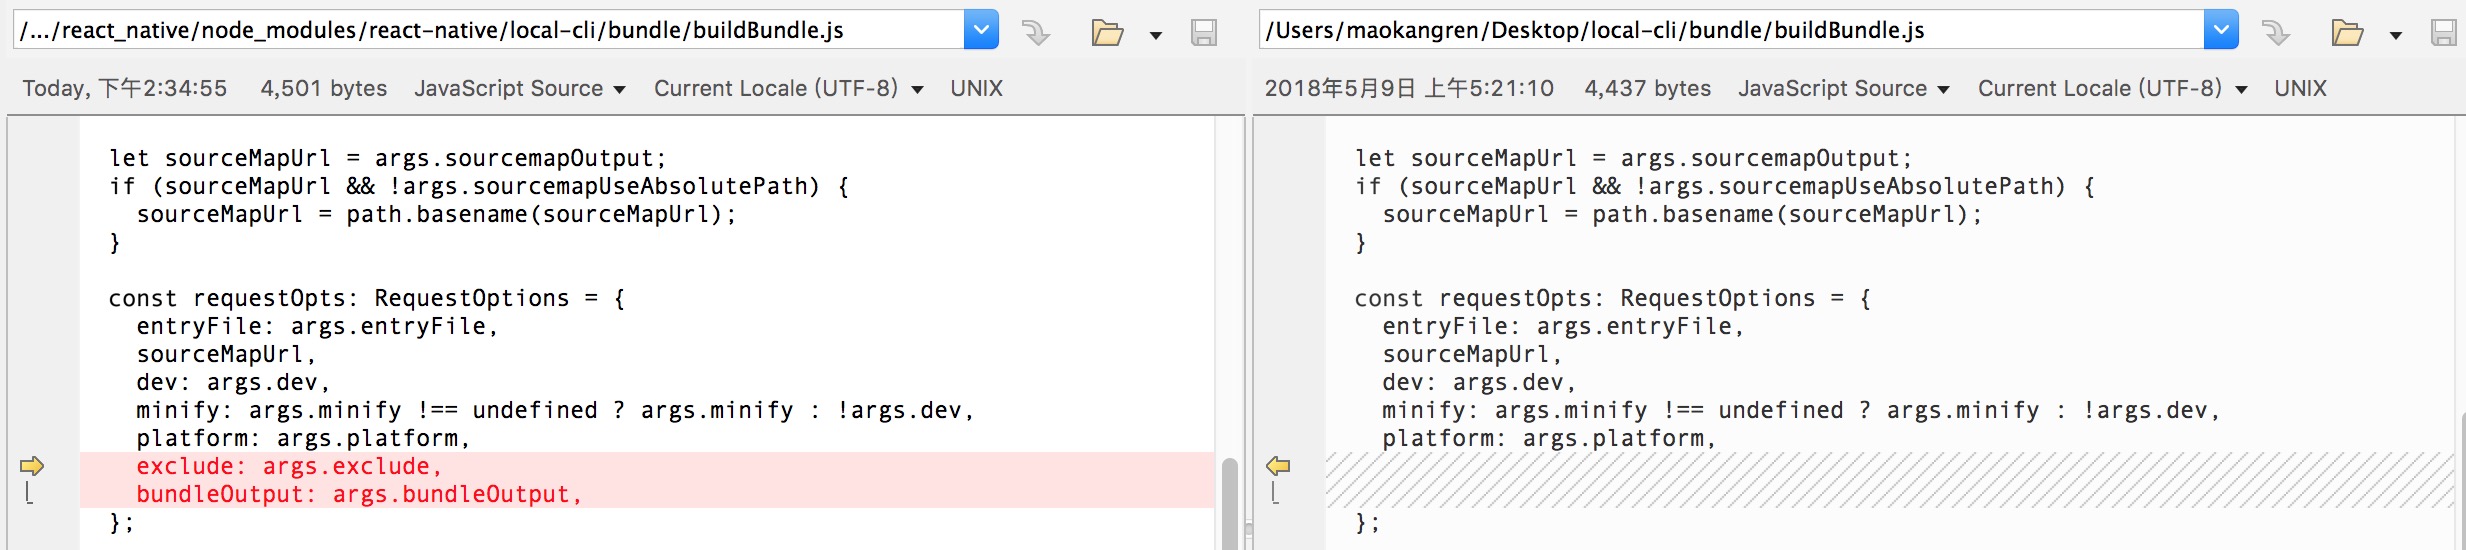 /.../react_native/node_modules/react-native/local-cli/bundle/buildBundle.js
Today, 下午2:34:55 4,501 bytes JavaScript Source Current Locale (UTF-8) UNIX
let sourceMapUrl = args.sourcemapOutput;
if (sourceMapUrl && !args.sourcemapUseAbsolutePath) {
  sourceMapUrl = path.basename(sourceMapUrl);
}
const requestOpts: RequestOptions = {
  entryFile: args.entryFile,
  sourceMapUrl,
  dev: args.dev,
  minify: args.minify !== undefined ? args.minify : !args.dev,
  platform: args.platform,
  exclude: args.exclude,
  bundleOutput: args.bundleOutput,
};
/Users/maokangren/Desktop/local-cli/bundle/buildBundle.js
2018年5月9日 上午5:21:10 4,437 bytes JavaScript Source Current Locale (UTF-8) UNIX
let sourceMapUrl = args.sourcemapOutput;
if (sourceMapUrl && !args.sourcemapUseAbsolutePath) {
  sourceMapUrl = path.basename(sourceMapUrl);
}
const requestOpts: RequestOptions = {
  entryFile: args.entryFile,
  sourceMapUrl,
  dev: args.dev,
  minify: args.minify !== undefined ? args.minify : !args.dev,
  platform: args.platform,
};